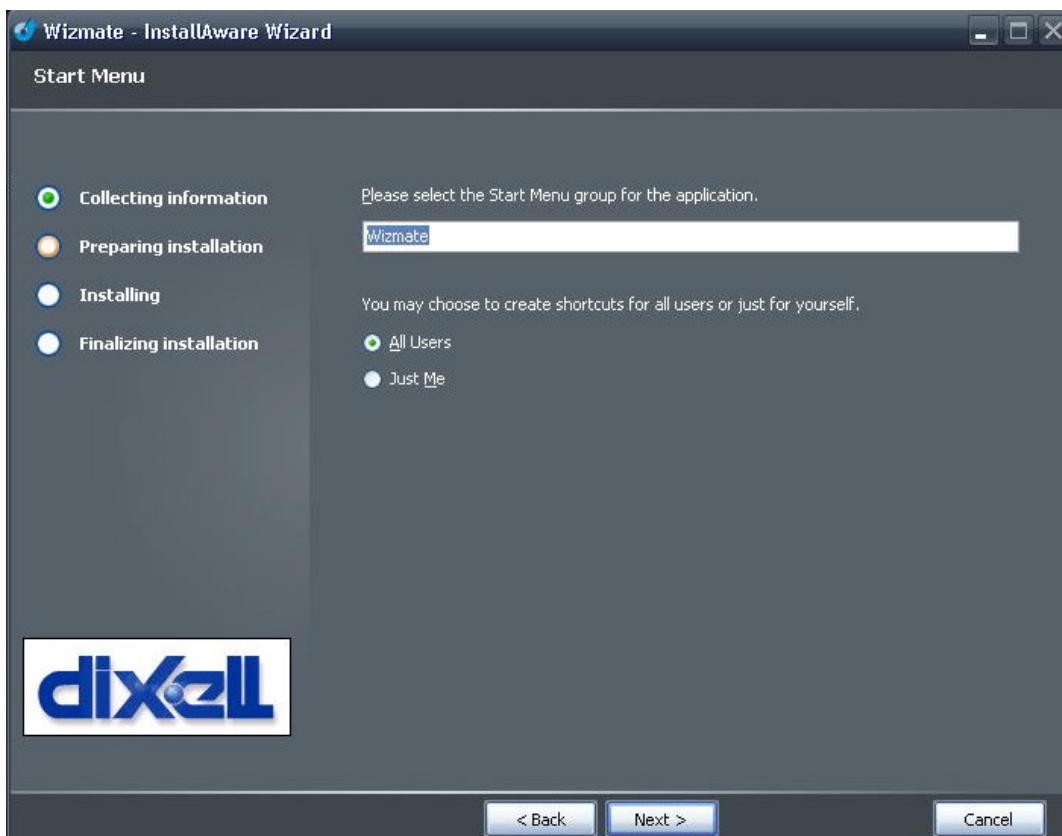 Wizmate - InstallAware Wizard
Start Menu
Collecting information
Preparing installation
Installing
Finalizing installation
Please select the Start Menu group for the application.
Wizmate
You may choose to create shortcuts for all users or just for yourself.
All Users
Just Me
dixell
< Back
Next >
Cancel